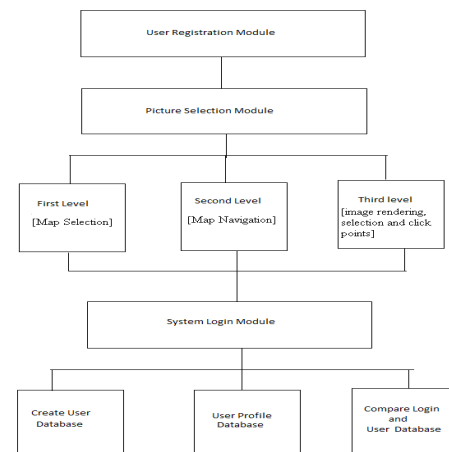 User Registration Module
Picture Selection Module
First Level
[Map Selection]
Second Level
[Map Navigation]
Third level
[image rendering,
selection and click
points]
System Login Module
Create User
Database
User Profile
Database
Compare Login
and
User Database